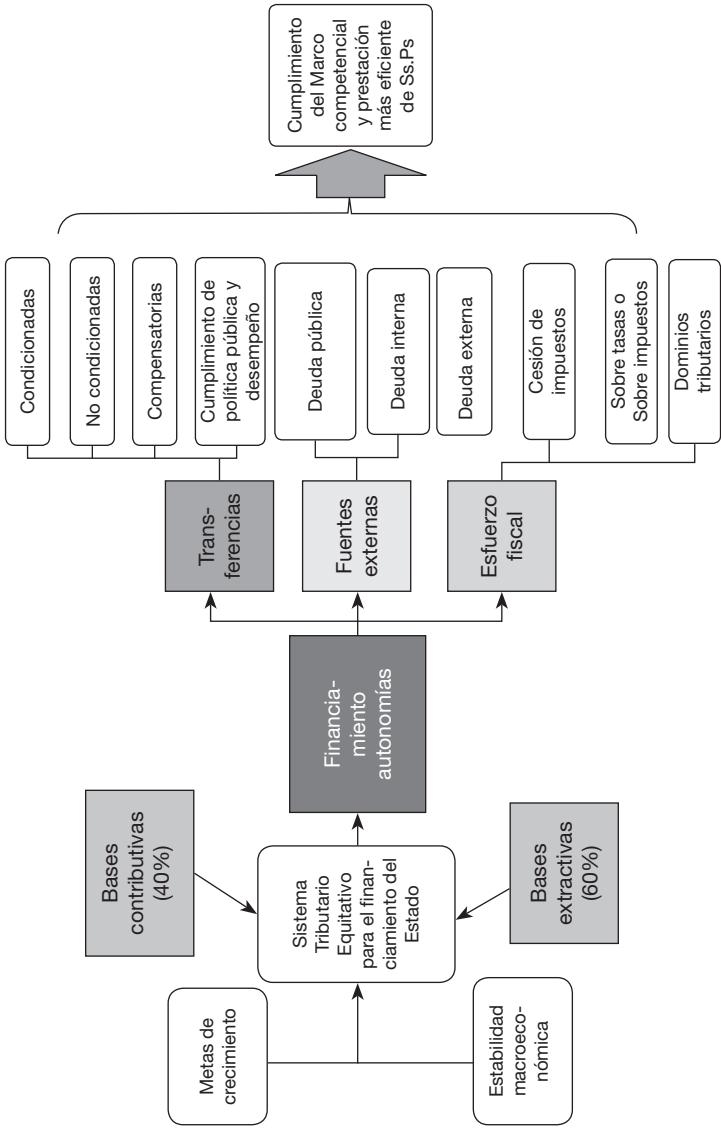 Metas de
crecimiento
Estabilidad
macroeco-
nómica
Bases
contributivas
(40%)
Sistema
Tributario
Equitativo
para el finan-
ciamiento del
Estado
Bases
extractivas
(60%)
Financia-
miento
autonomías
Trans-
ferencias
Fuentes
externas
Esfuerzo
fiscal
Condicionadas
No condicionadas
Compensatorias
Cumplimiento de
política pública y
desempeño
Deuda pública
Deuda interna
Deuda externa
Cesión de
impuestos
Sobre tasas o
Sobre impuestos
Dominios
tributarios
Cumplimiento
del Marco
competencial
y prestación
más eficiente
de Ss.Ps